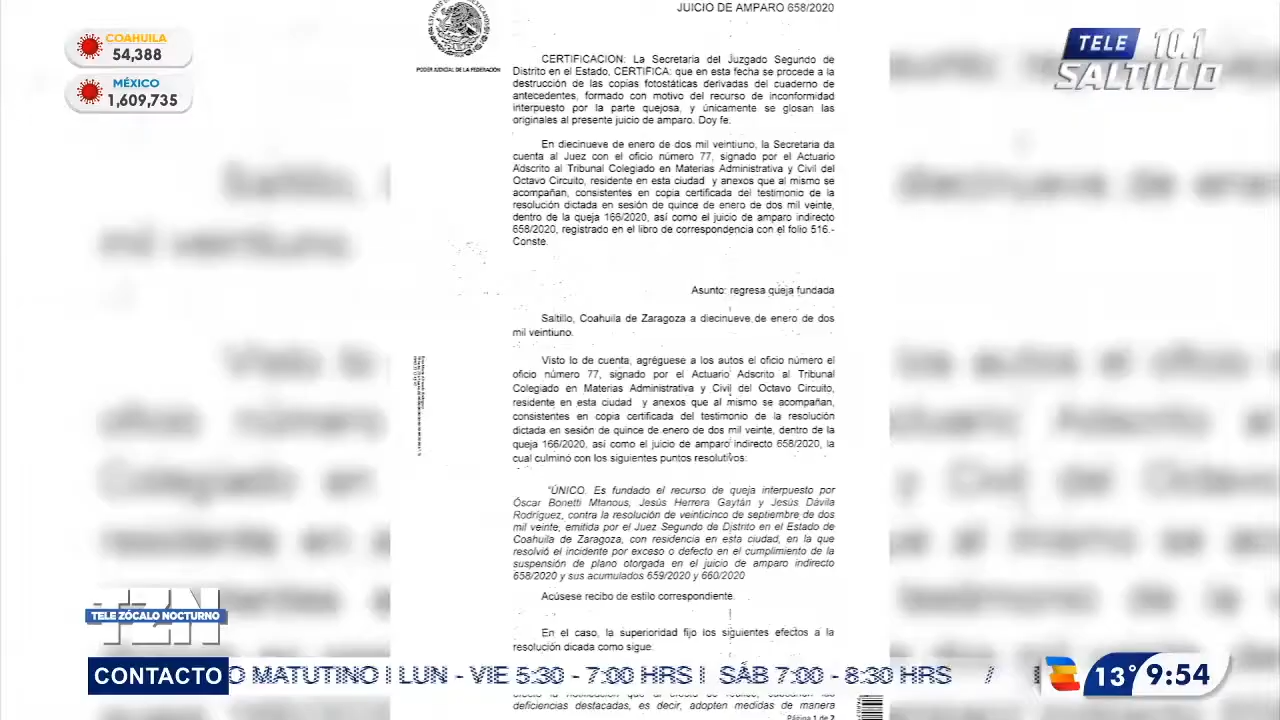 JUICIO DE AMPARO 658/2020
COAHUILA
54,388
MÉXICO
1,609,735
TELE 10.1
SALTILLO
PODER JUDICIAL DE LA FEDERACIÓN
CERTIFICACION: La Secretaria del Juzgado Segundo de
Distrito en el Estado, CERTIFICA: que en esta fecha se procede a la
destrucción de las copias fotostáticas derivadas del cuaderno de
antecedentes, formado con motivo del recurso de inconformidad
interpuesto por la parte quejosa, y únicamente se glosan las
originales al presente juicio de amparo. Doy fe.
En diecinueve de enero de dos mil veintiuno, la Secretaria da
cuenta al Juez con el oficio número 77, signado por el Actuario
Adscrito al Tribunal Colegiado en Materias Administrativa y Civil del
Octavo Circuito, residente en esta ciudad y anexos que al mismo se
acompañan, consistentes en copia certificada del testimonio de la
resolución dictada en sesión de quince de enero de dos mil veinte,
dentro de la queja 166/2020, así como el juicio de amparo indirecto
658/2020, registrado en el libro de correspondencia con el folio 516.-
Conste.
Asunto: regresa queja fundada
Saltillo, Coahuila de Zaragoza a diecinueve de enero de dos
mil veintiuno.
Visto lo de cuenta, agréguese a los autos el oficio número el
oficio número 77, signado por el Actuario Adscrito al Tribunal
Colegiado en Materias Administrativa y Civil del Octavo Circuito,
residente en esta ciudad y anexos que al mismo se acompañan,
consistentes en copia certificada del testimonio de la resolución
dictada en sesión de quince de enero de dos mil veinte, dentro de la
queja 166/2020, así como el juicio de amparo indirecto 658/2020, la
cual culminó con los siguientes puntos resolutivos:
"ÚNICO. Es fundado el recurso de queja interpuesto por
Óscar Bonetti Mtanous, Jesús Herrera Gaytán y Jesús Dávila
Rodríguez, contra la resolución de veinticinco de septiembre de dos
mil veinte, emitida por el Juez Segundo de Distrito en el Estado de
Coahuila de Zaragoza, con residencia en esta ciudad, en la que
resolvió el incidente por exceso o defecto en el cumplimiento de la
suspensión de plano otorgada en el juicio de amparo indirecto
658/2020 y sus acumulados 659/2020 y 660/2020
Acúsese recibo de estilo correspondiente.
En el caso, la superioridad fijo los siguientes efectos a la
resolución dicada como sigue.
deficiencias destacadas, es decir, adopten medidas de manera
Página 1 de 2
TZN
TELE ZÓCALO NOCTURNO
CONTACTO
O MATUTINO | LUN - VIE 5:30 - 7:00 HRS | SÁB 7:00 - 8:30 HRS /
13° 9:54